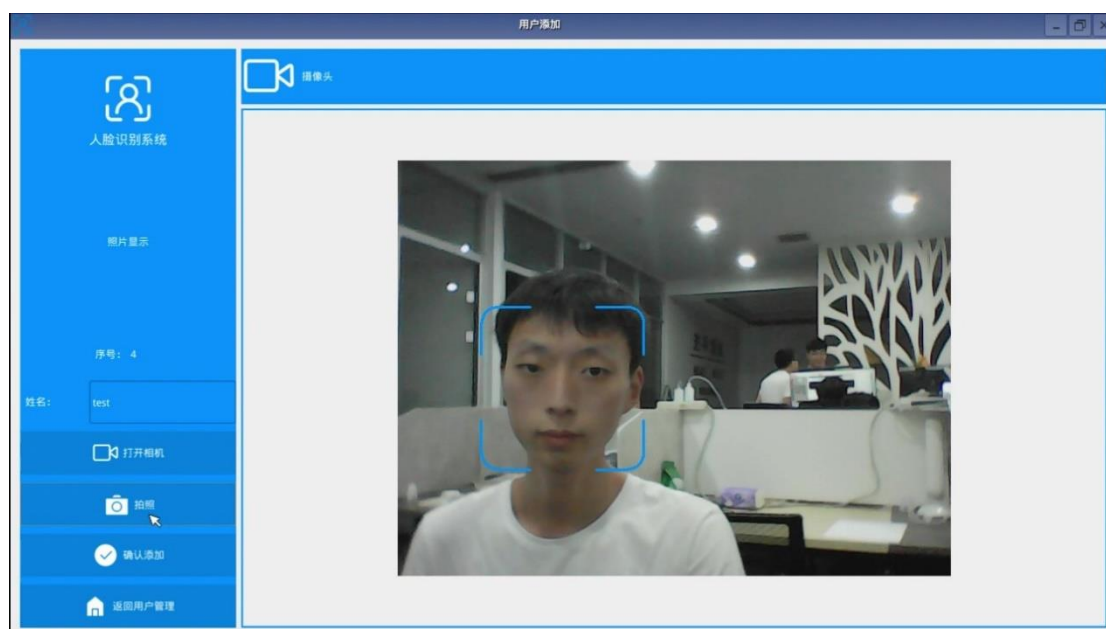 用户添加
人脸识别系统
摄像头
照片显示
序号: 4
姓名:
test
打开相机
拍照
确认添加
返回用户管理